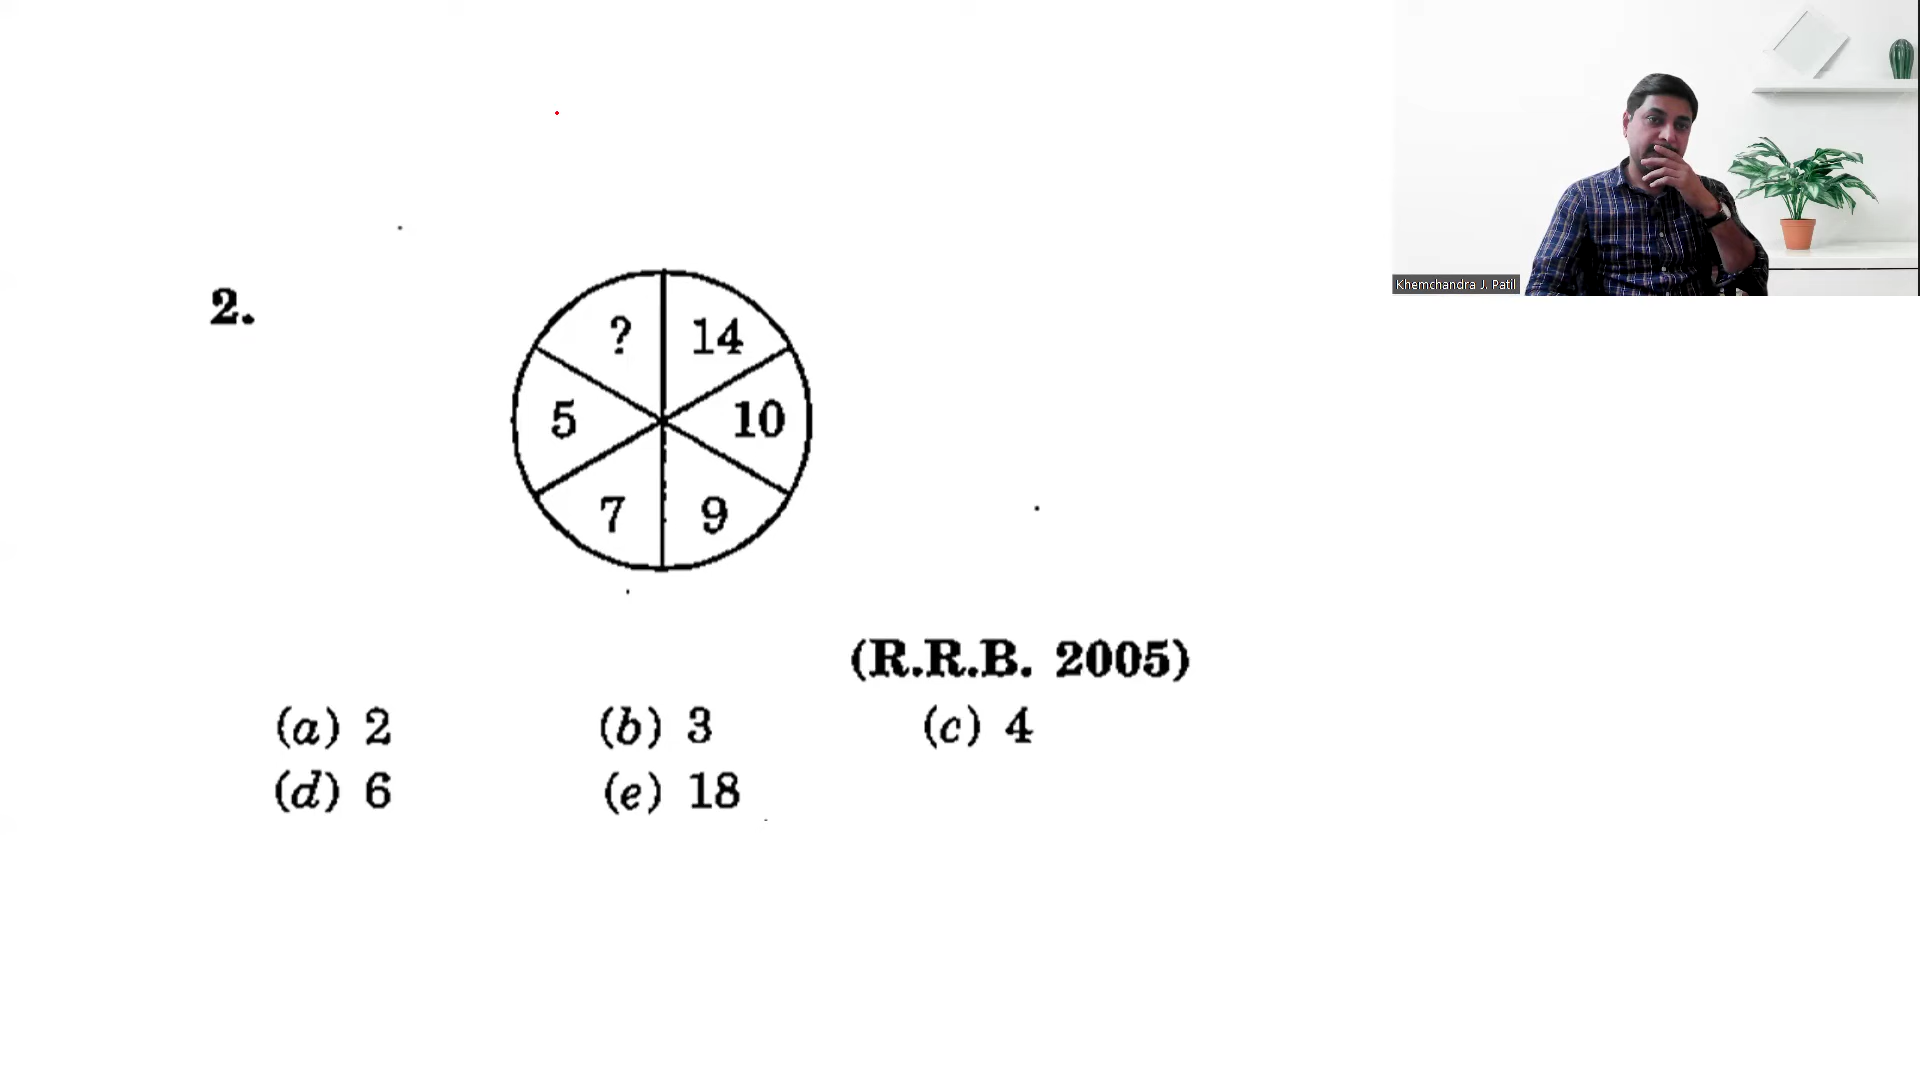 Khemchandra J. Patil
2.
? 14
5 10
7 9
(R.R.B. 2005)
(a) 2 (b) 3 (c) 4
(d) 6 (e) 18